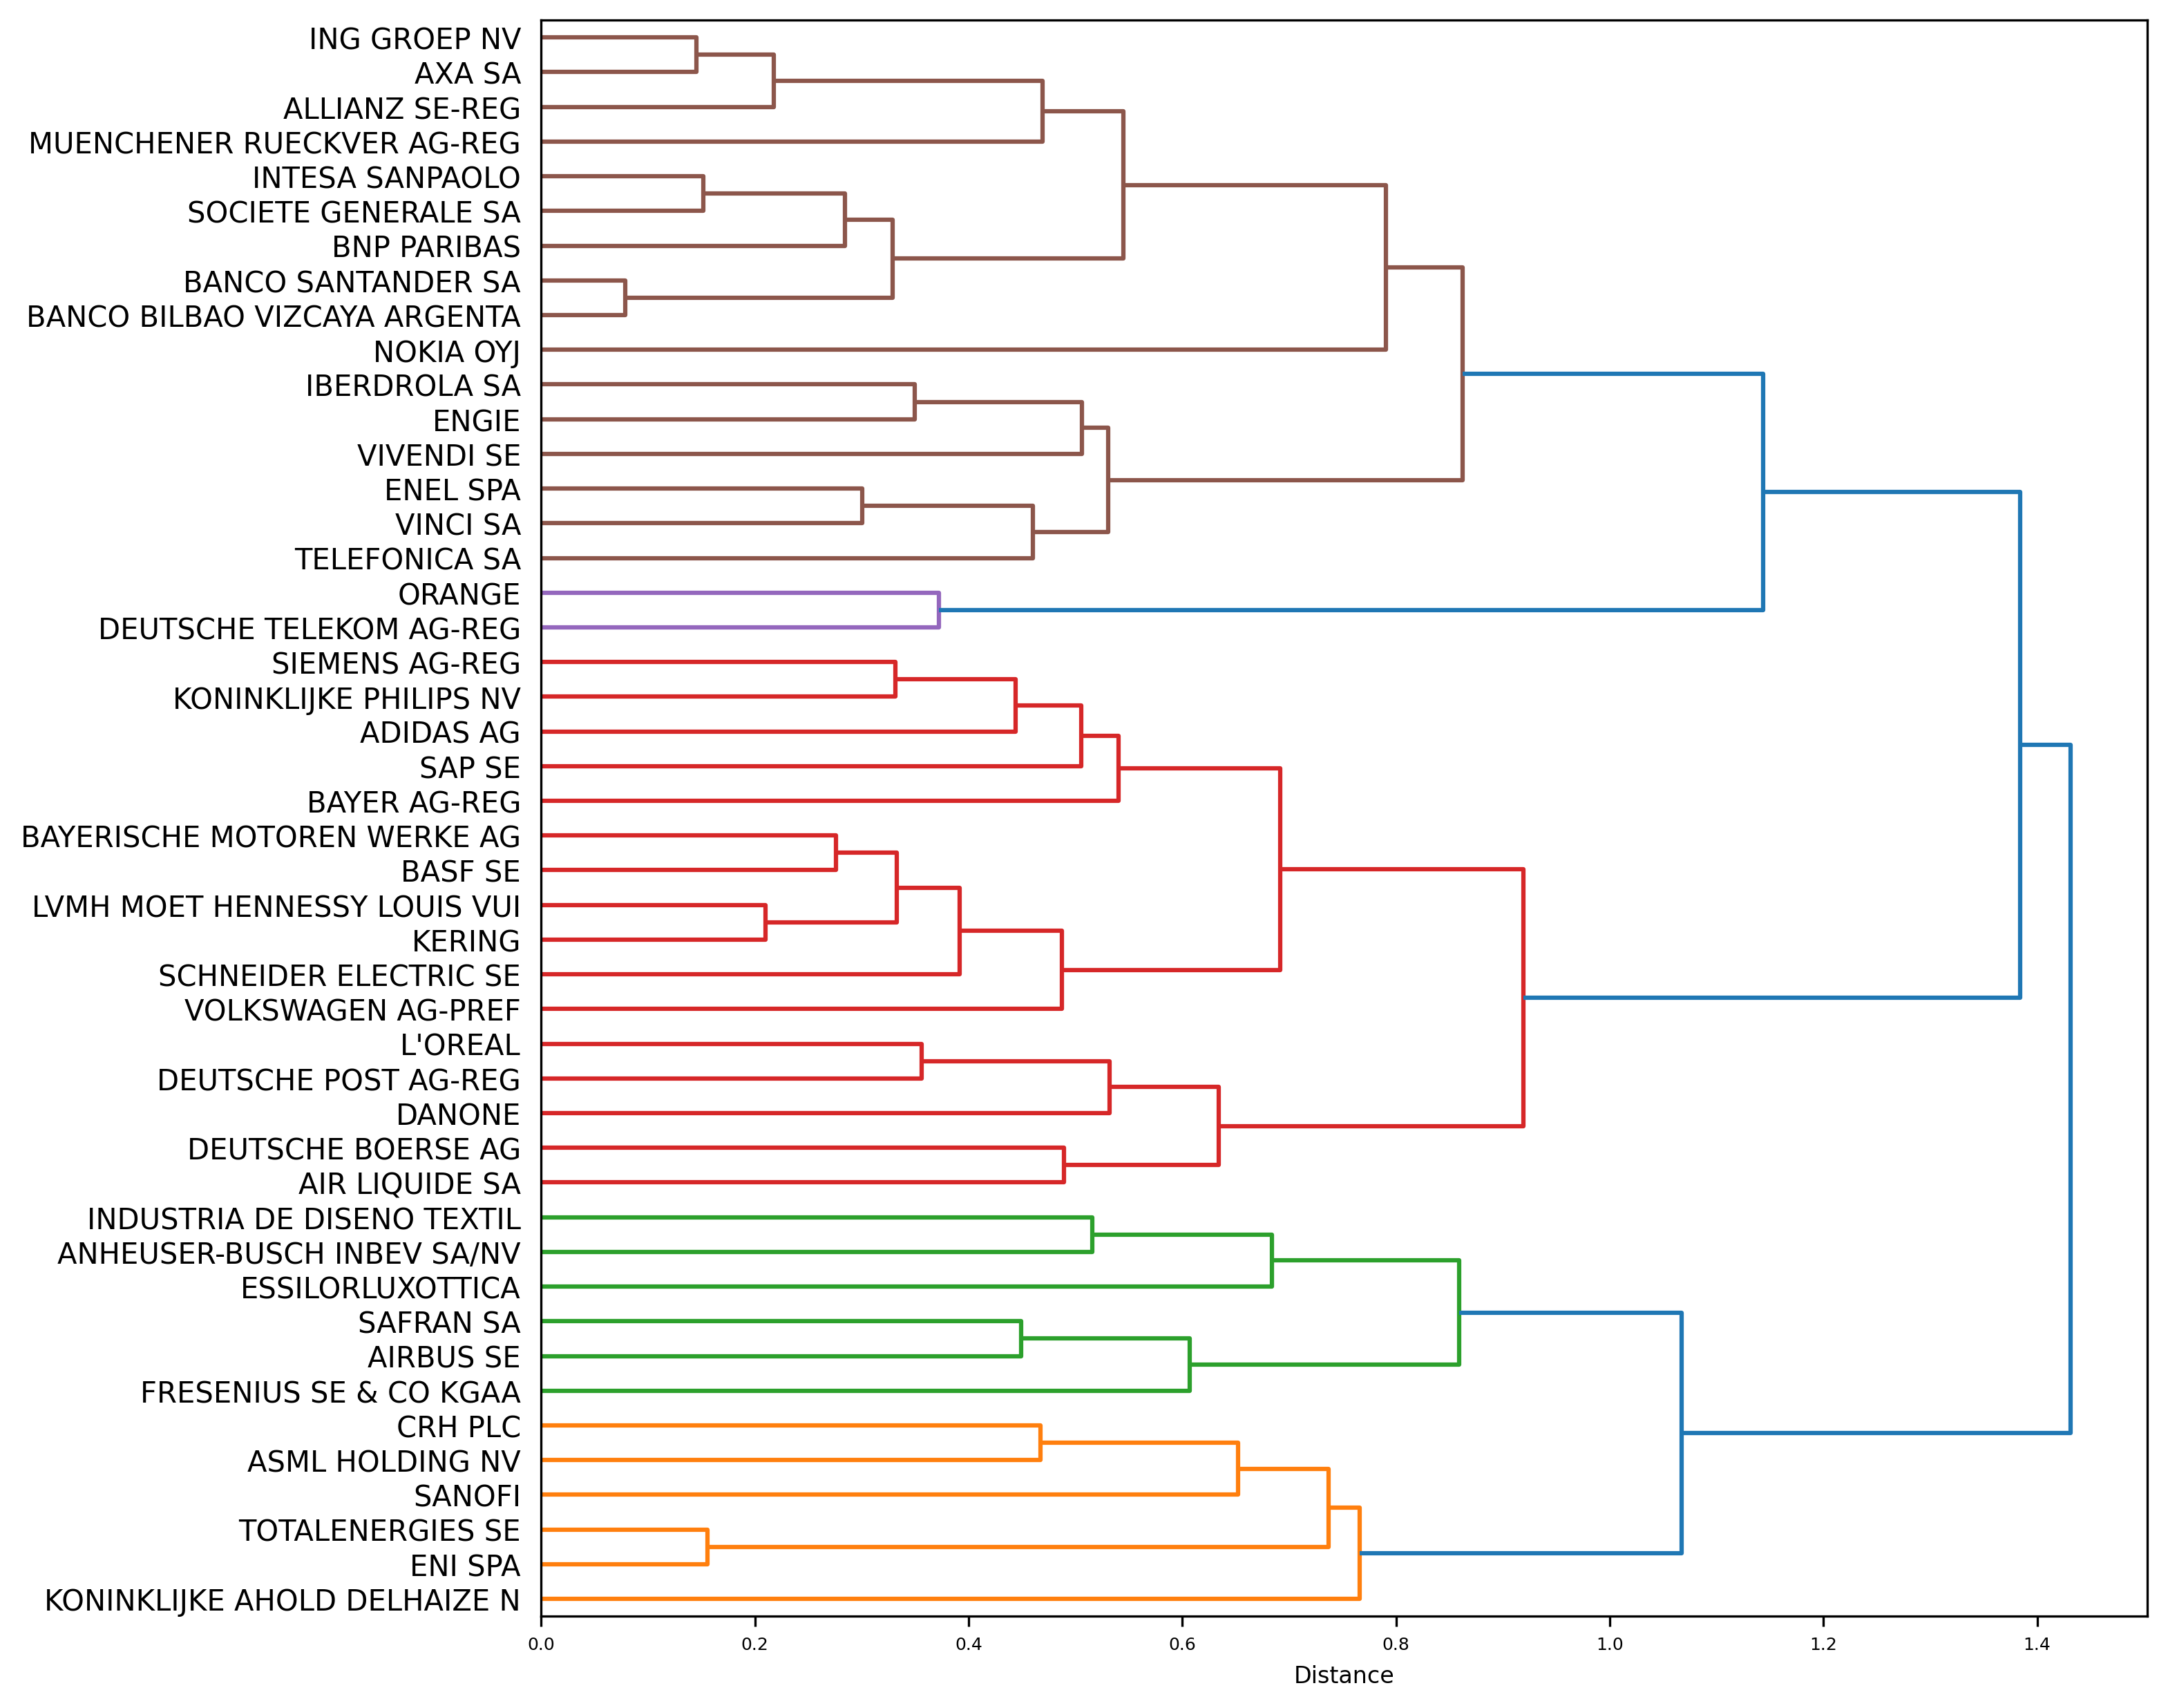 ING GROEP NV
AXA SA
ALLIANZ SE-REG
MUENCHENER RUECKVER AG-REG
INTESA SANPAOLO
SOCIETE GENERALE SA
BNP PARIBAS
BANCO SANTANDER SA
BANCO BILBAO VIZCAYA ARGENTA
NOKIA OYJ
IBERDROLA SA
ENGIE
VIVENDI SE
ENEL SPA
VINCI SA
TELEFONICA SA
ORANGE
DEUTSCHE TELEKOM AG-REG
SIEMENS AG-REG
KONINKLIJKE PHILIPS NV
ADIDAS AG
SAP SE
BAYER AG-REG
BAYERISCHE MOTOREN WERKE AG
BASF SE
LVMH MOET HENNESSY LOUIS VUI
KERING
SCHNEIDER ELECTRIC SE
VOLKSWAGEN AG-PREF
L'OREAL
DEUTSCHE POST AG-REG
DANONE
DEUTSCHE BOERSE AG
AIR LIQUIDE SA
INDUSTRIA DE DISENO TEXTIL
ANHEUSER-BUSCH INBEV SA/NV
ESSILORLUXOTTICA
SAFRAN SA
AIRBUS SE
FRESENIUS SE & CO KGAA
CRH PLC
ASML HOLDING NV
SANOFI
TOTALENERGIES SE
ENI SPA
KONINKLIJKE AHOLD DELHAIZE N
0.0 0.2 0.4 0.6 0.8 1.0 1.2 1.4
Distance